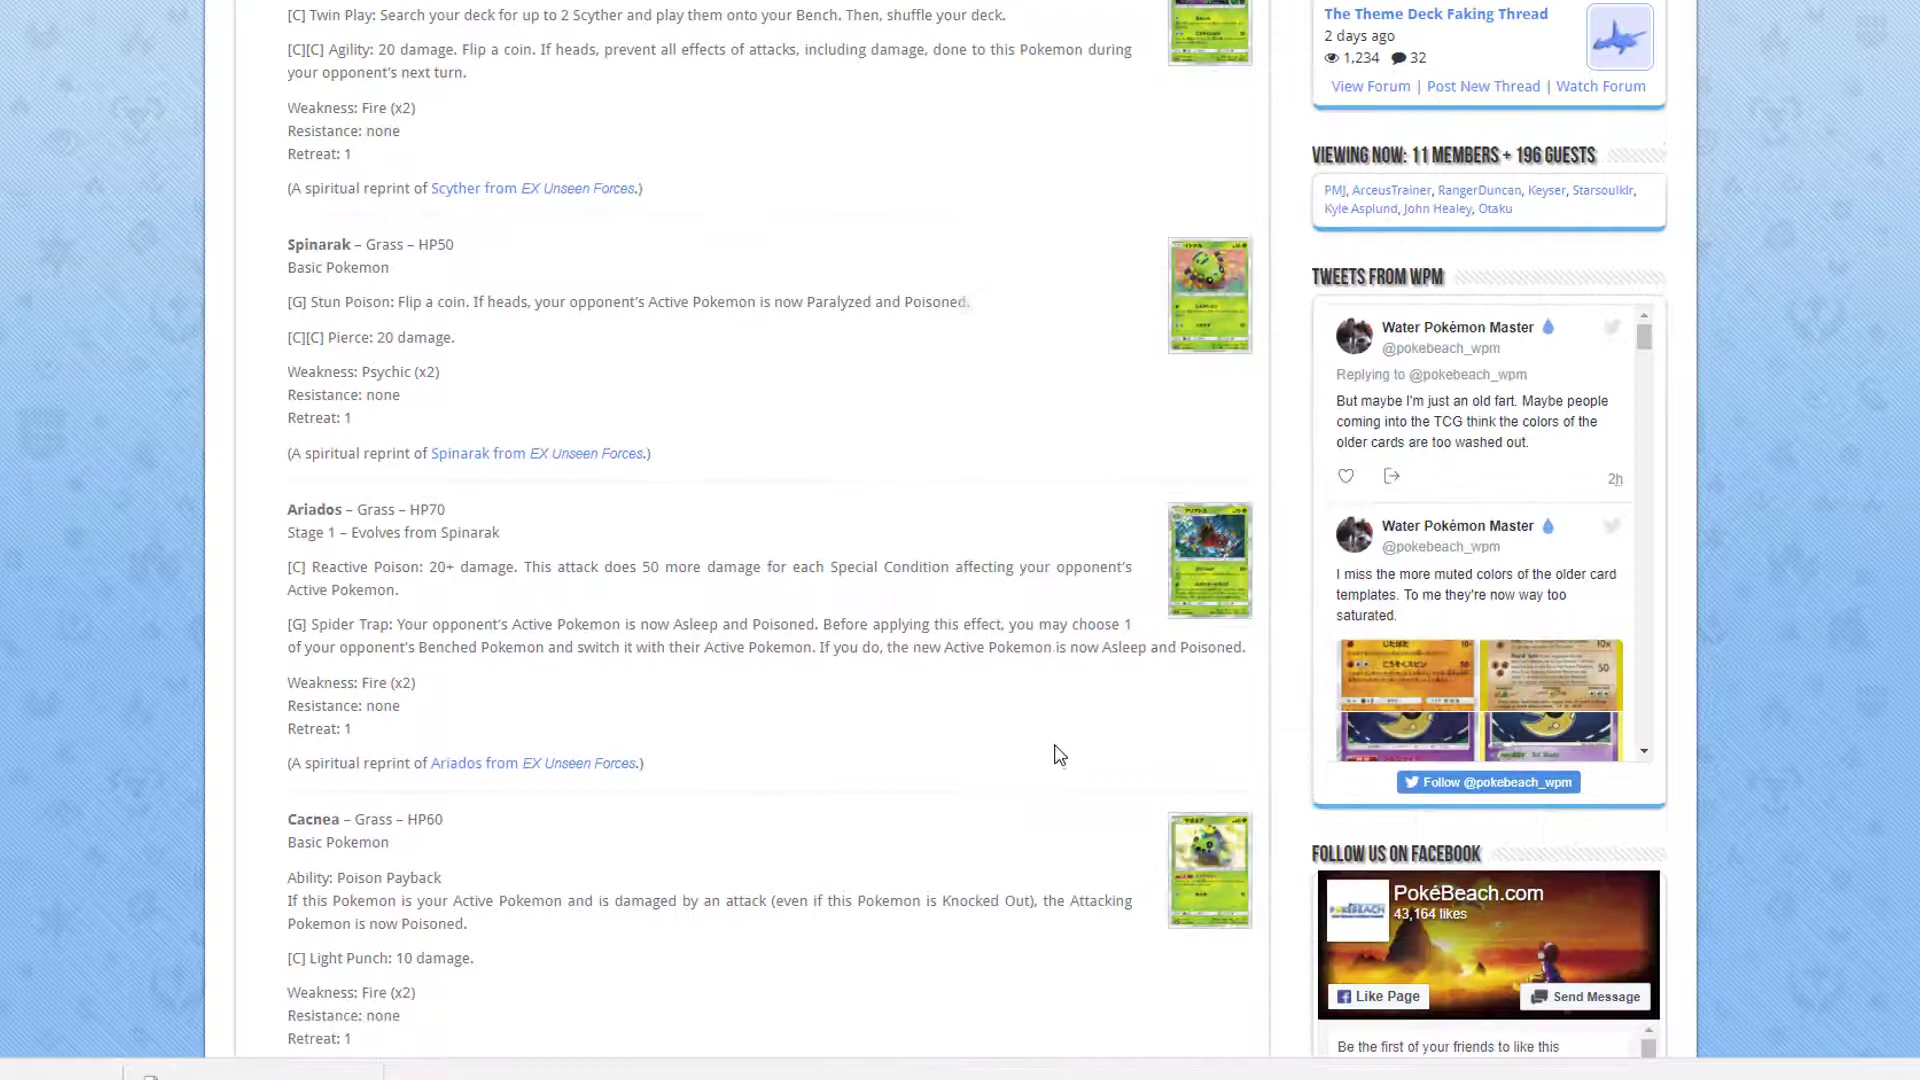 [C] Twin Play: Search your deck for up to 2 Scyther and play them onto your Bench. Then, shuffle your deck.
[C][C] Agility: 20 damage. Flip a coin. If heads, prevent all effects of attacks, including damage, done to this Pokemon during
your opponent's next turn.
Weakness: Fire (x2)
Resistance: none
Retreat: 1
(A spiritual reprint of Scyther from EX Unseen Forces.)
Spinarak – Grass – HP50
Basic Pokemon
[G] Stun Poison: Flip a coin. If heads, your opponent's Active Pokemon is now Paralyzed and Poisoned.
[C][C] Pierce: 20 damage.
Weakness: Psychic (x2)
Resistance: none
Retreat: 1
(A spiritual reprint of Spinarak from EX Unseen Forces.)
Ariados – Grass – HP70
Stage 1 – Evolves from Spinarak
[C] Reactive Poison: 20+ damage. This attack does 50 more damage for each Special Condition affecting your opponent's
Active Pokemon.
[G] Spider Trap: Your opponent's Active Pokemon is now Asleep and Poisoned. Before applying this effect, you may choose 1
of your opponent's Benched Pokemon and switch it with their Active Pokemon. If you do, the new Active Pokemon is now Asleep and Poisoned.
Weakness: Fire (x2)
Resistance: none
Retreat: 1
(A spiritual reprint of Ariados from EX Unseen Forces.)
Cacnea – Grass – HP60
Basic Pokemon
Ability: Poison Payback
If this Pokemon is your Active Pokemon and is damaged by an attack (even if this Pokemon is Knocked Out), the Attacking
Pokemon is now Poisoned.
[C] Light Punch: 10 damage.
Weakness: Fire (x2)
Resistance: none
Retreat: 1
The Theme Deck Faking Thread
2 days ago
1,234 32
View Forum | Post New Thread | Watch Forum
VIEWING NOW: 11 MEMBERS + 196 GUESTS
PMJ, ArceusTrainer, RangerDuncan, Keyser, Starsoulklr,
Kyle Asplund, John Healey, Otaku
TWEETS FROM WPM
Water Pokémon Master
@pokebeach_wpm
Replying to @pokebeach_wpm
But maybe I'm just an old fart. Maybe people
coming into the TCG think the colors of the
older cards are too washed out.
2h
Water Pokémon Master
@pokebeach_wpm
I miss the more muted colors of the older card
templates. To me they're now way too
saturated.
じたばた 10+
こうそくスピン 50
10x
50
Follow @pokebeach_wpm
FOLLOW US ON FACEBOOK
POKÉBEACH
PokéBeach.com
43,164 likes
Like Page
Send Message
Be the first of your friends to like this